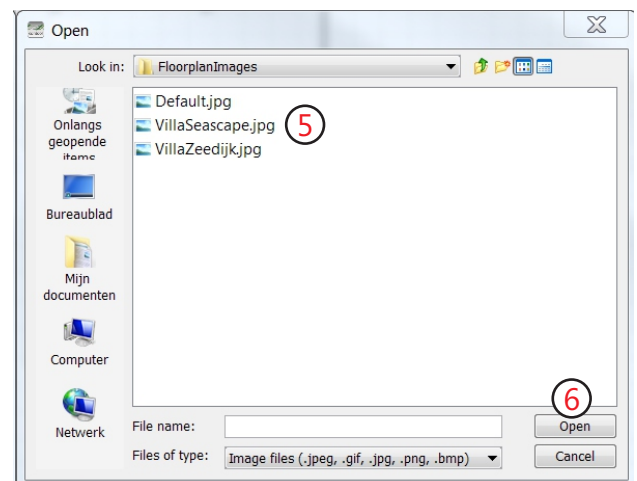 Open
Look in:
FloorplanImages
Onlangs
geopende
items
Bureaublad
Mijn
documenten
Computer
Netwerk
Default.jpg
VillaSeascape.jpg
5
VillaZeedijk.jpg
6
File name:
Open
Files of type:
Image files (.jpeg, .gif, .jpg, .png, .bmp)
Cancel